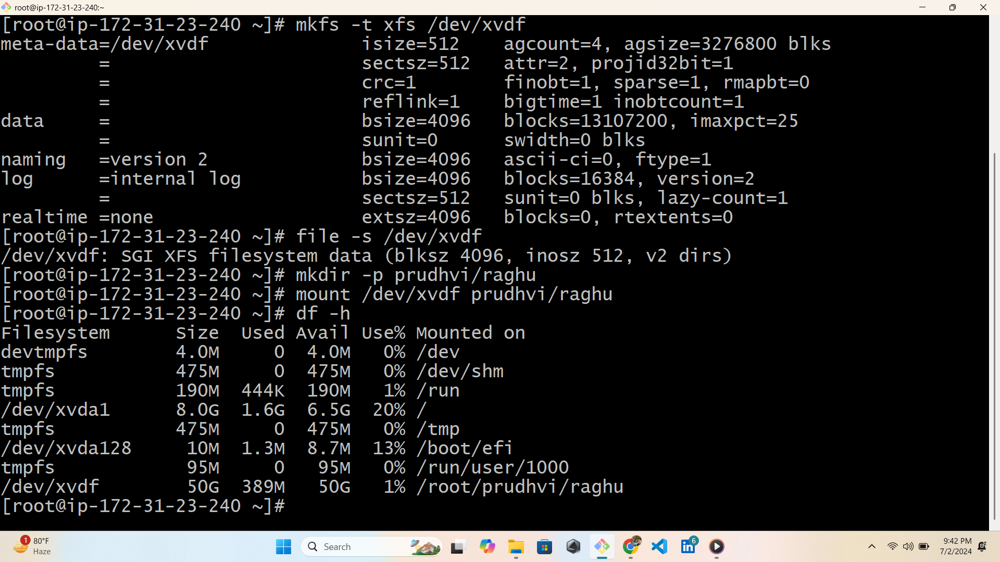 root@ip-172-31-23-240:~
[root@ip-172-31-23-240 ~]# mkfs -t xfs /dev/xvdf
meta-data=/dev/xvdf              isize=512    agcount=4, agsize=3276800 blks
         =                       sectsz=512   attr=2, projid32bit=1
         =                       crc=1        finobt=1, sparse=1, rmapbt=0
         =                       reflink=1    bigtime=1 inobtcount=1
data     =                       bsize=4096   blocks=13107200, imaxpct=25
         =                       sunit=0      swidth=0 blks
naming   =version 2              bsize=4096   ascii-ci=0, ftype=1
log      =internal log           bsize=4096   blocks=16384, version=2
         =                       sectsz=512   sunit=0 blks, lazy-count=1
realtime =none                   extsz=4096   blocks=0, rtextents=0
[root@ip-172-31-23-240 ~]# file -s /dev/xvdf
/dev/xvdf: SGI XFS filesystem data (blksz 4096, inosz 512, v2 dirs)
[root@ip-172-31-23-240 ~]# mkdir -p prudhvi/raghu
[root@ip-172-31-23-240 ~]# mount /dev/xvdf prudhvi/raghu
[root@ip-172-31-23-240 ~]# df -h
Filesystem      Size  Used Avail Use% Mounted on
devtmpfs        4.0M     0  4.0M   0% /dev
tmpfs           475M     0  475M   0% /dev/shm
tmpfs           190M  444K  190M   1% /run
/dev/xvda1      8.0G  1.6G  6.5G  20% /
tmpfs           475M     0  475M   0% /tmp
/dev/xvda128     10M  1.3M  8.7M  13% /boot/efi
tmpfs            95M     0   95M   0% /run/user/1000
/dev/xvdf        50G  389M   50G   1% /root/prudhvi/raghu
[root@ip-172-31-23-240 ~]#
1
80°F
Haze
Search
6
9:42 PM
7/2/2024